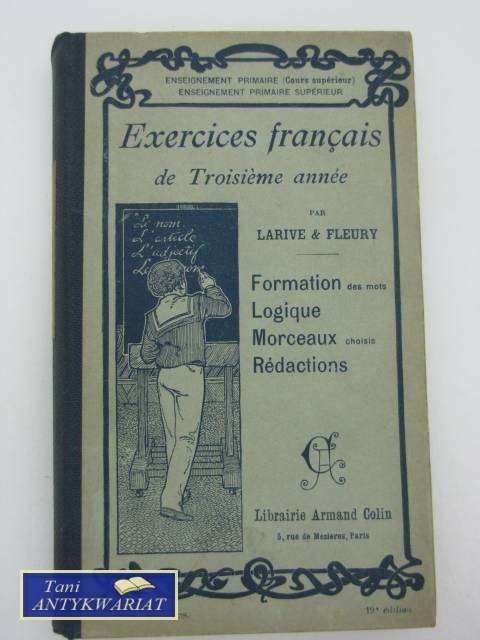 ENSEIGNEMENT PRIMAIRE (Cours supérieur)
ENSEIGNEMENT PRIMAIRE SUPÉRIEUR
Exercices français
de Troisième année
PAR
LARIVE & FLEURY
Le nom
L'article
L'adjectif
Formation des mots
Logique
Morceaux choisis
Rédactions
Librairie Armand Colin
5, rue de Mézières, Paris
19e édition
Tani
ANTYKWARIAT